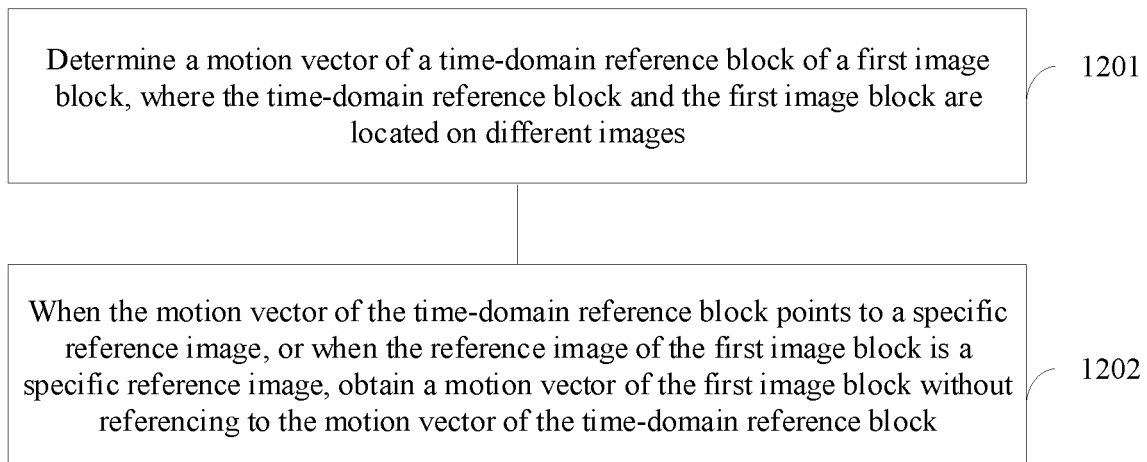 Determine a motion vector of a time-domain reference block of a first image
block, where the time-domain reference block and the first image block are
located on different images
1201
When the motion vector of the time-domain reference block points to a specific
reference image, or when the reference image of the first image block is a
specific reference image, obtain a motion vector of the first image block without
referencing to the motion vector of the time-domain reference block
1202